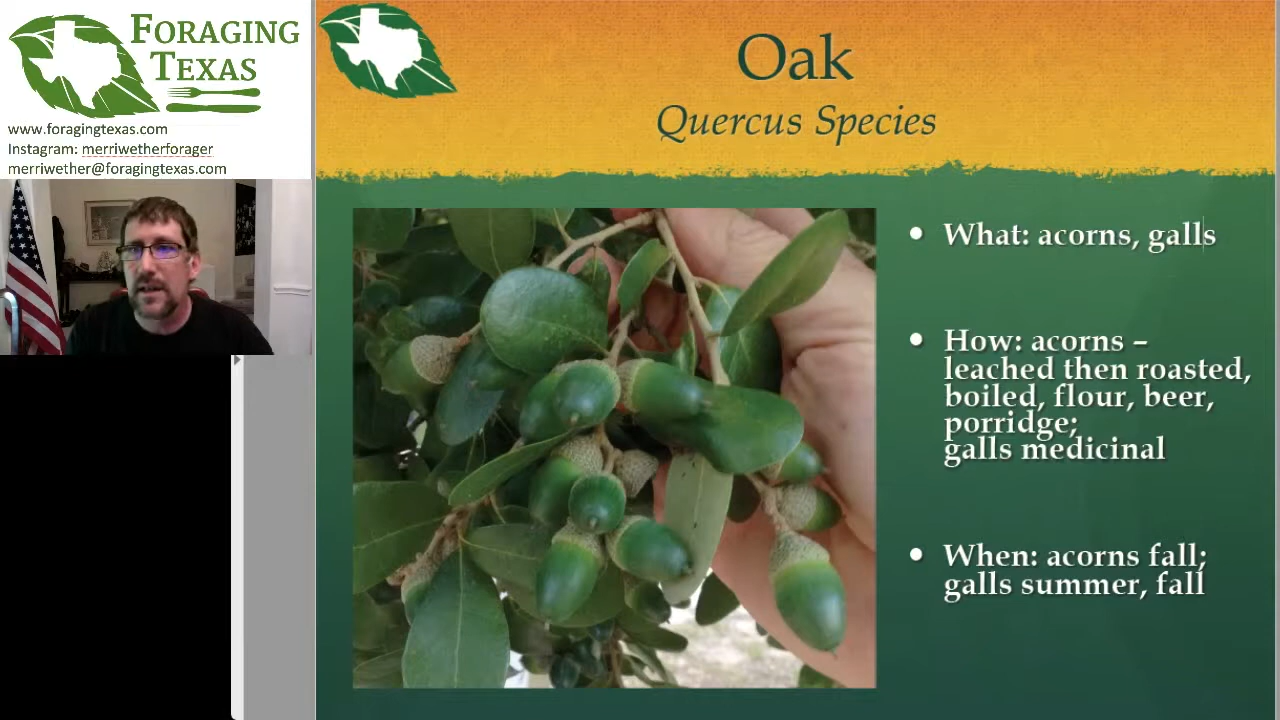 FORAGING
TEXAS
www.foragingtexas.com
Instagram: merriwetherforager
merriwether@foragingtexas.com
Oak
Quercus Species
• What: acorns, galls
• How: acorns –
leached then roasted,
boiled, flour, beer,
porridge;
galls medicinal
• When: acorns fall;
galls summer, fall